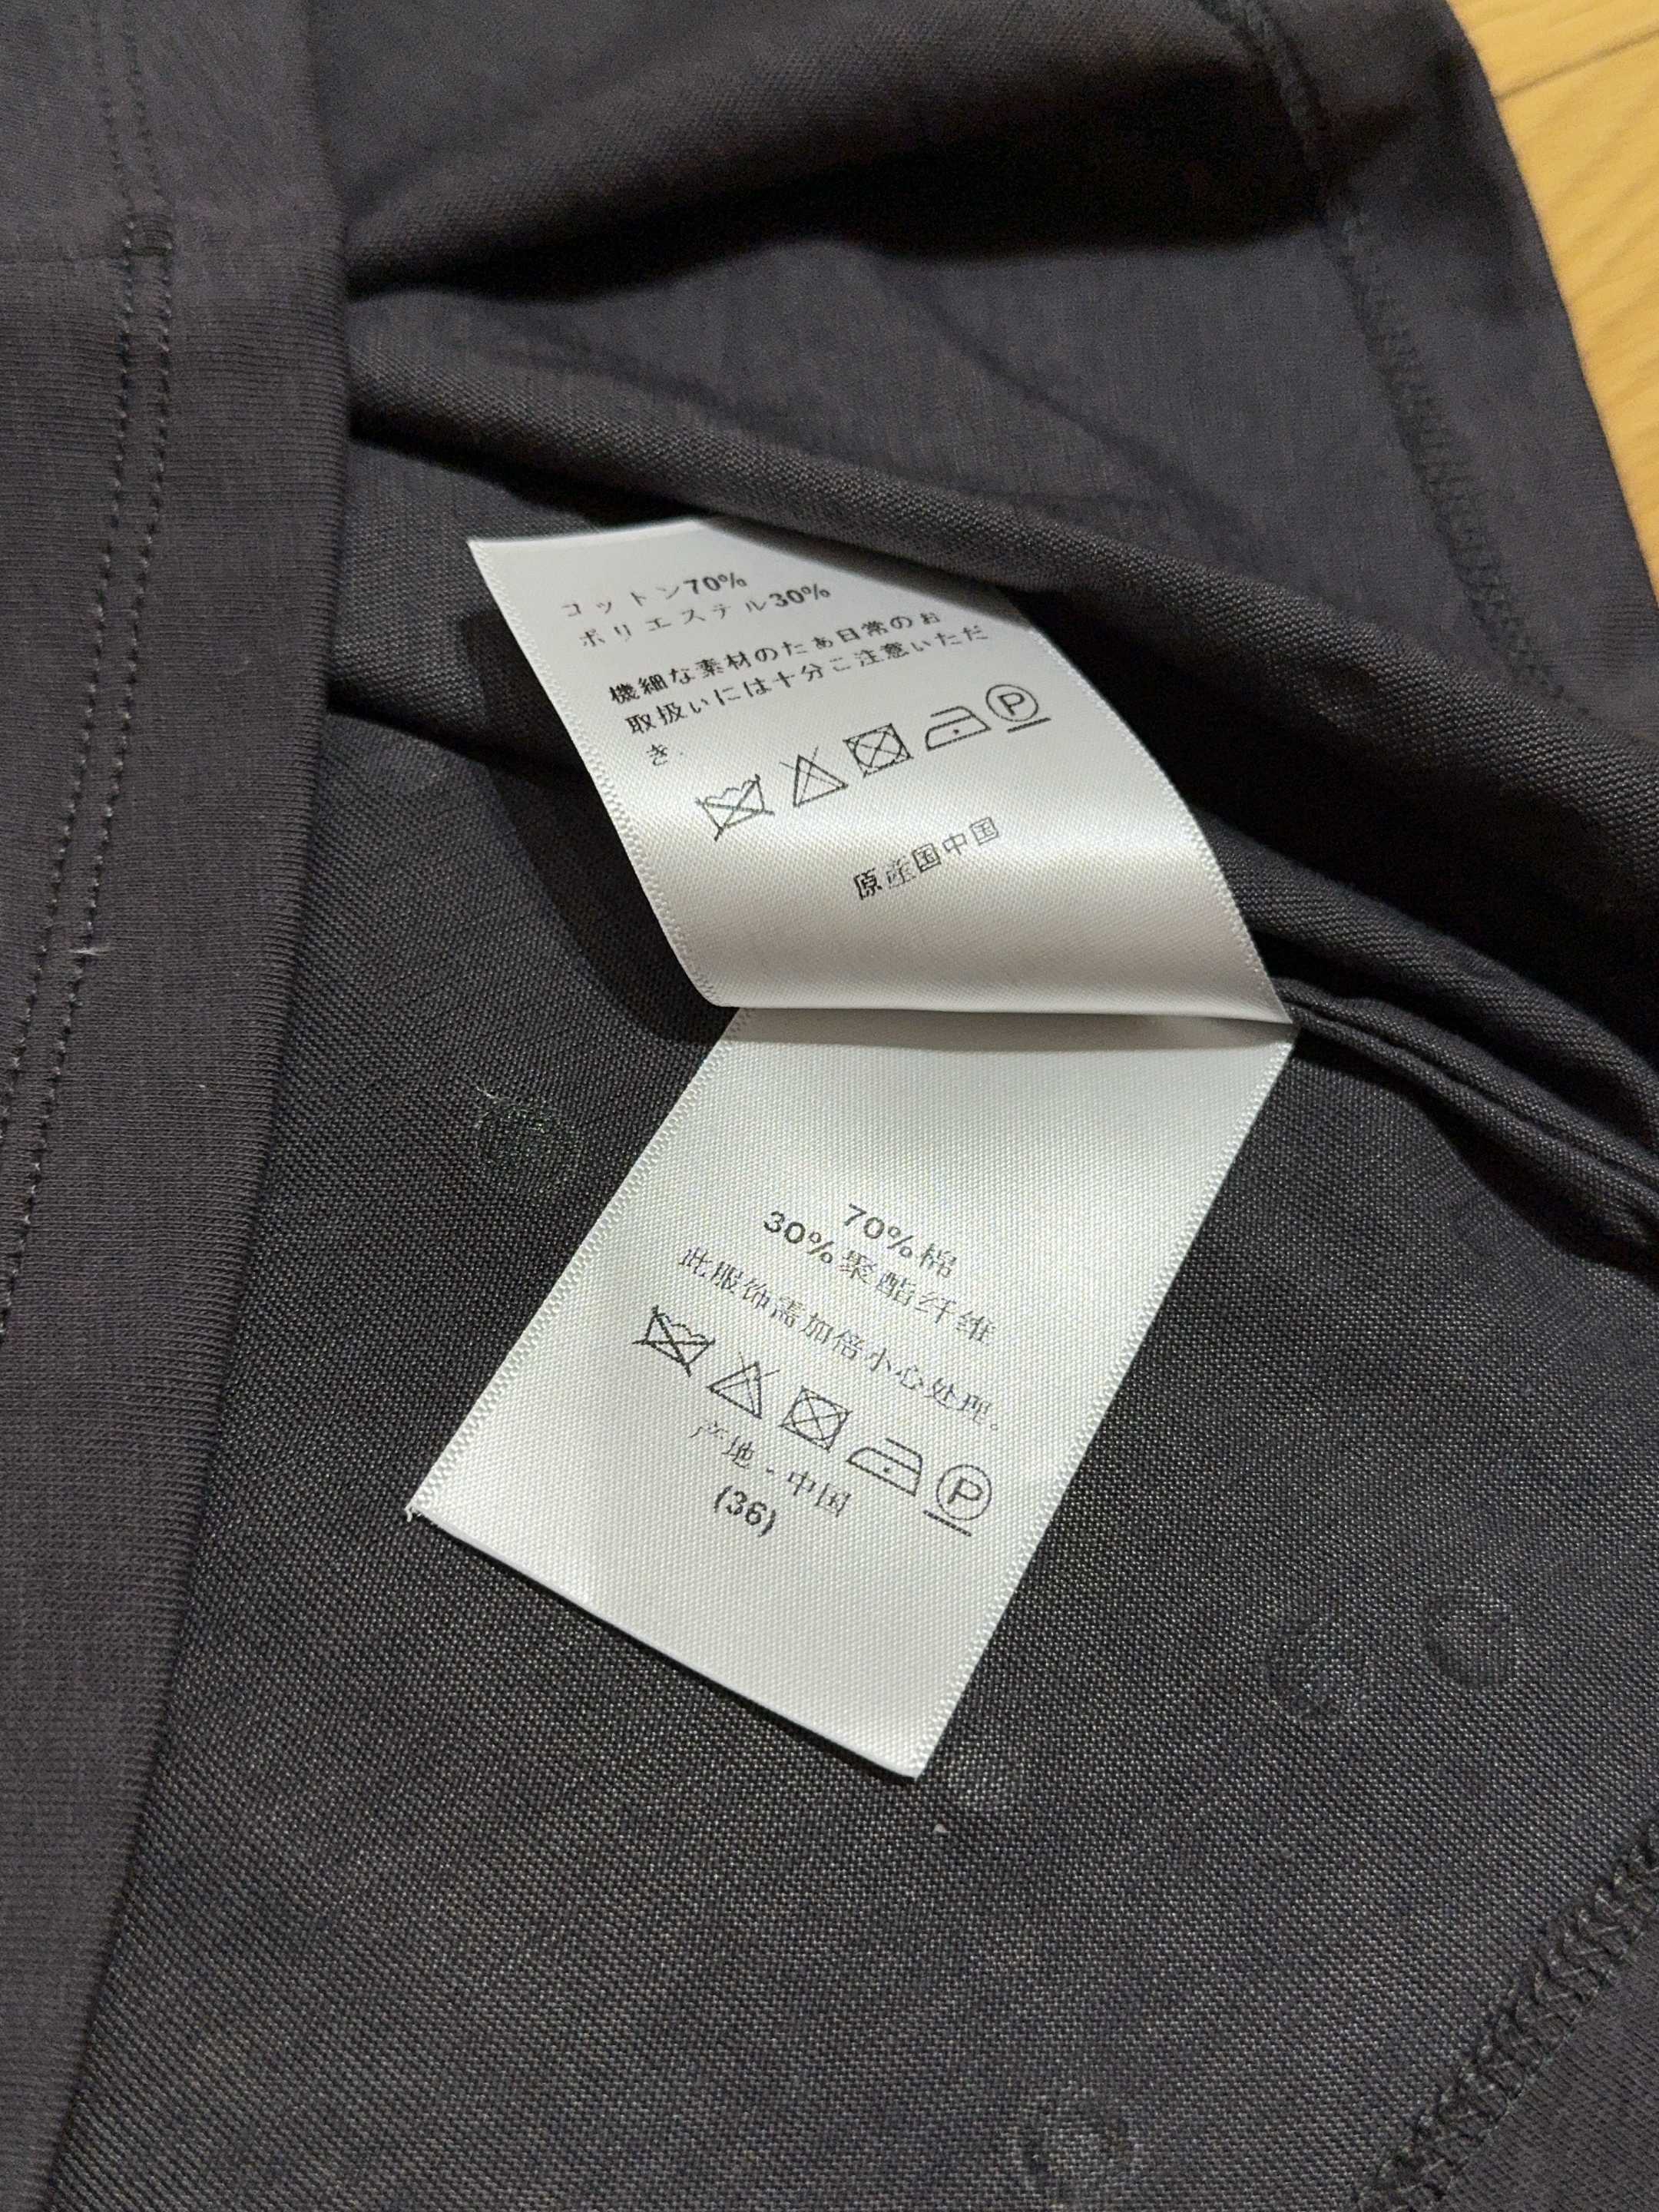 コットン70%
ポリエステル30%
機細な素材のたぁ日常のお
取扱いには十分こ注意いただ
き.
P
原産国中国
70%棉
30%聚酯纤维
此服饰需加倍小心处理。
P
产地-中国
(36)